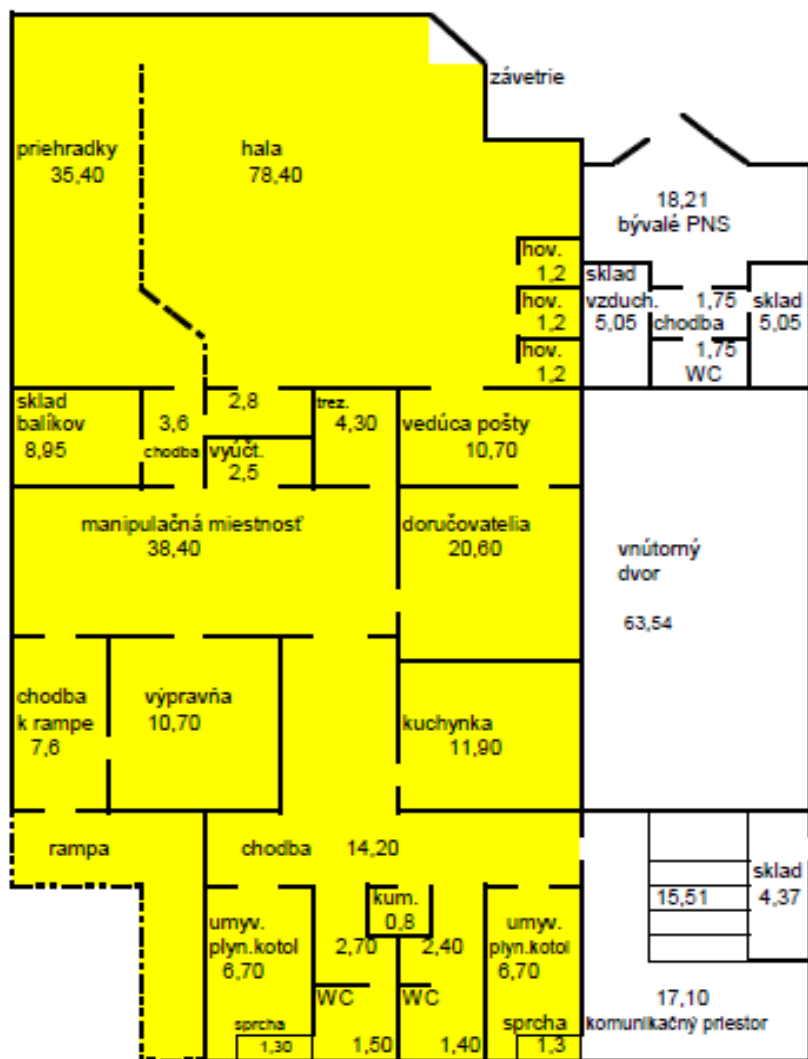 závetrie
priehradky
35,40
hala
78,40
18,21
bývalé PNS
hov.
1,2
hov.
1,2
hov.
1,2
sklad
vzduch.
5,05
1,75
chodba
sklad
5,05
1,75
WC
sklad
balíkov
8,95
3,6
chodba
2,8
vyúčt.
2,5
trez.
4,30
vedúca pošty
10,70
manipulačná miestnosť
38,40
doručovatelia
20,60
vnútorný
dvor
63,54
chodba
k rampe
7,6
výpravňa
10,70
kuchynka
11,90
rampa
chodba 14,20
sklad
4,37
15,51
kum.
0,8
umyv.
plyn.kotol
6,70
2,70
2,40
umyv.
plyn.kotol
6,70
WC
WC
17,10
komunikačný priestor
sprcha
1,30
1,50
1,40
sprcha
1,3